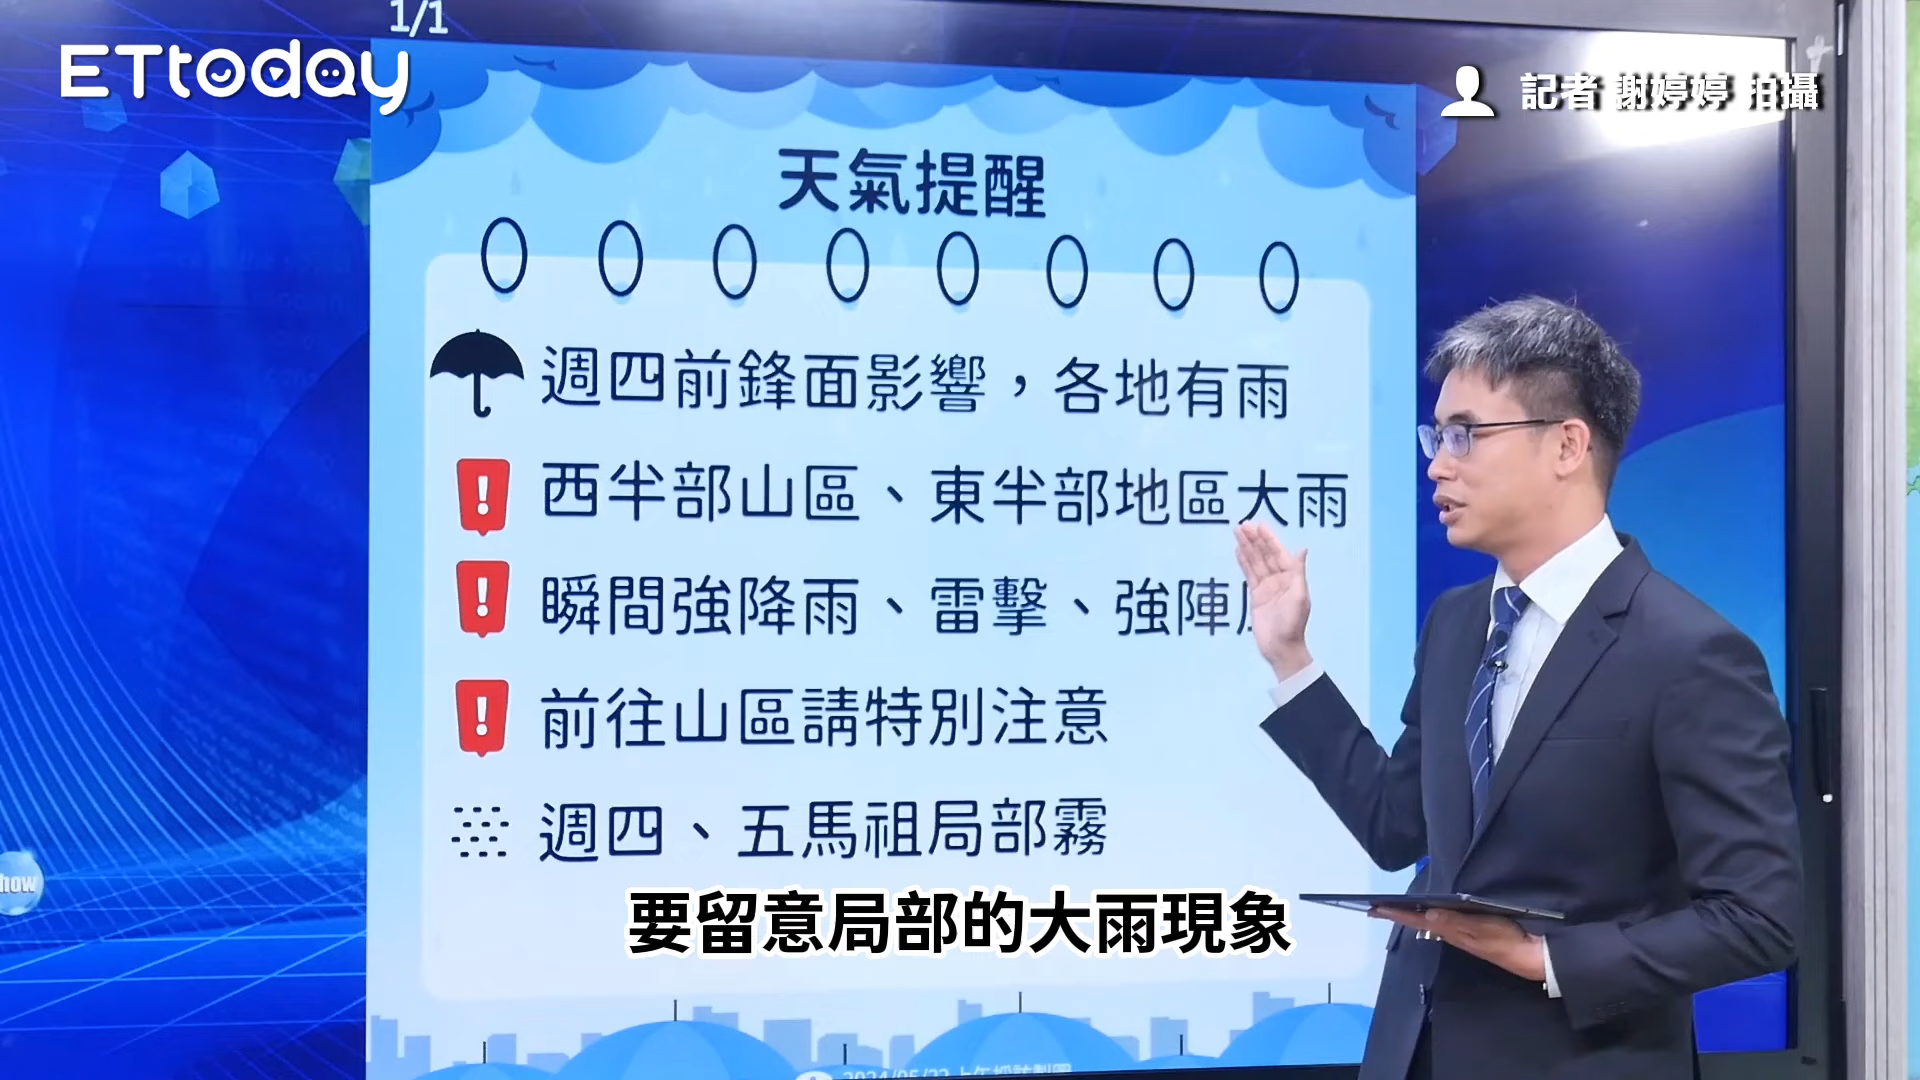 1/1
ETtoday
記者 謝婷婷 拍攝
天氣提醒
週四前鋒面影響，各地有雨
西半部山區、東半部地區大雨
瞬間強降雨、雷擊、強陣
前往山區請特別注意
週四、五馬祖局部霧
how
要留意局部的大雨現象